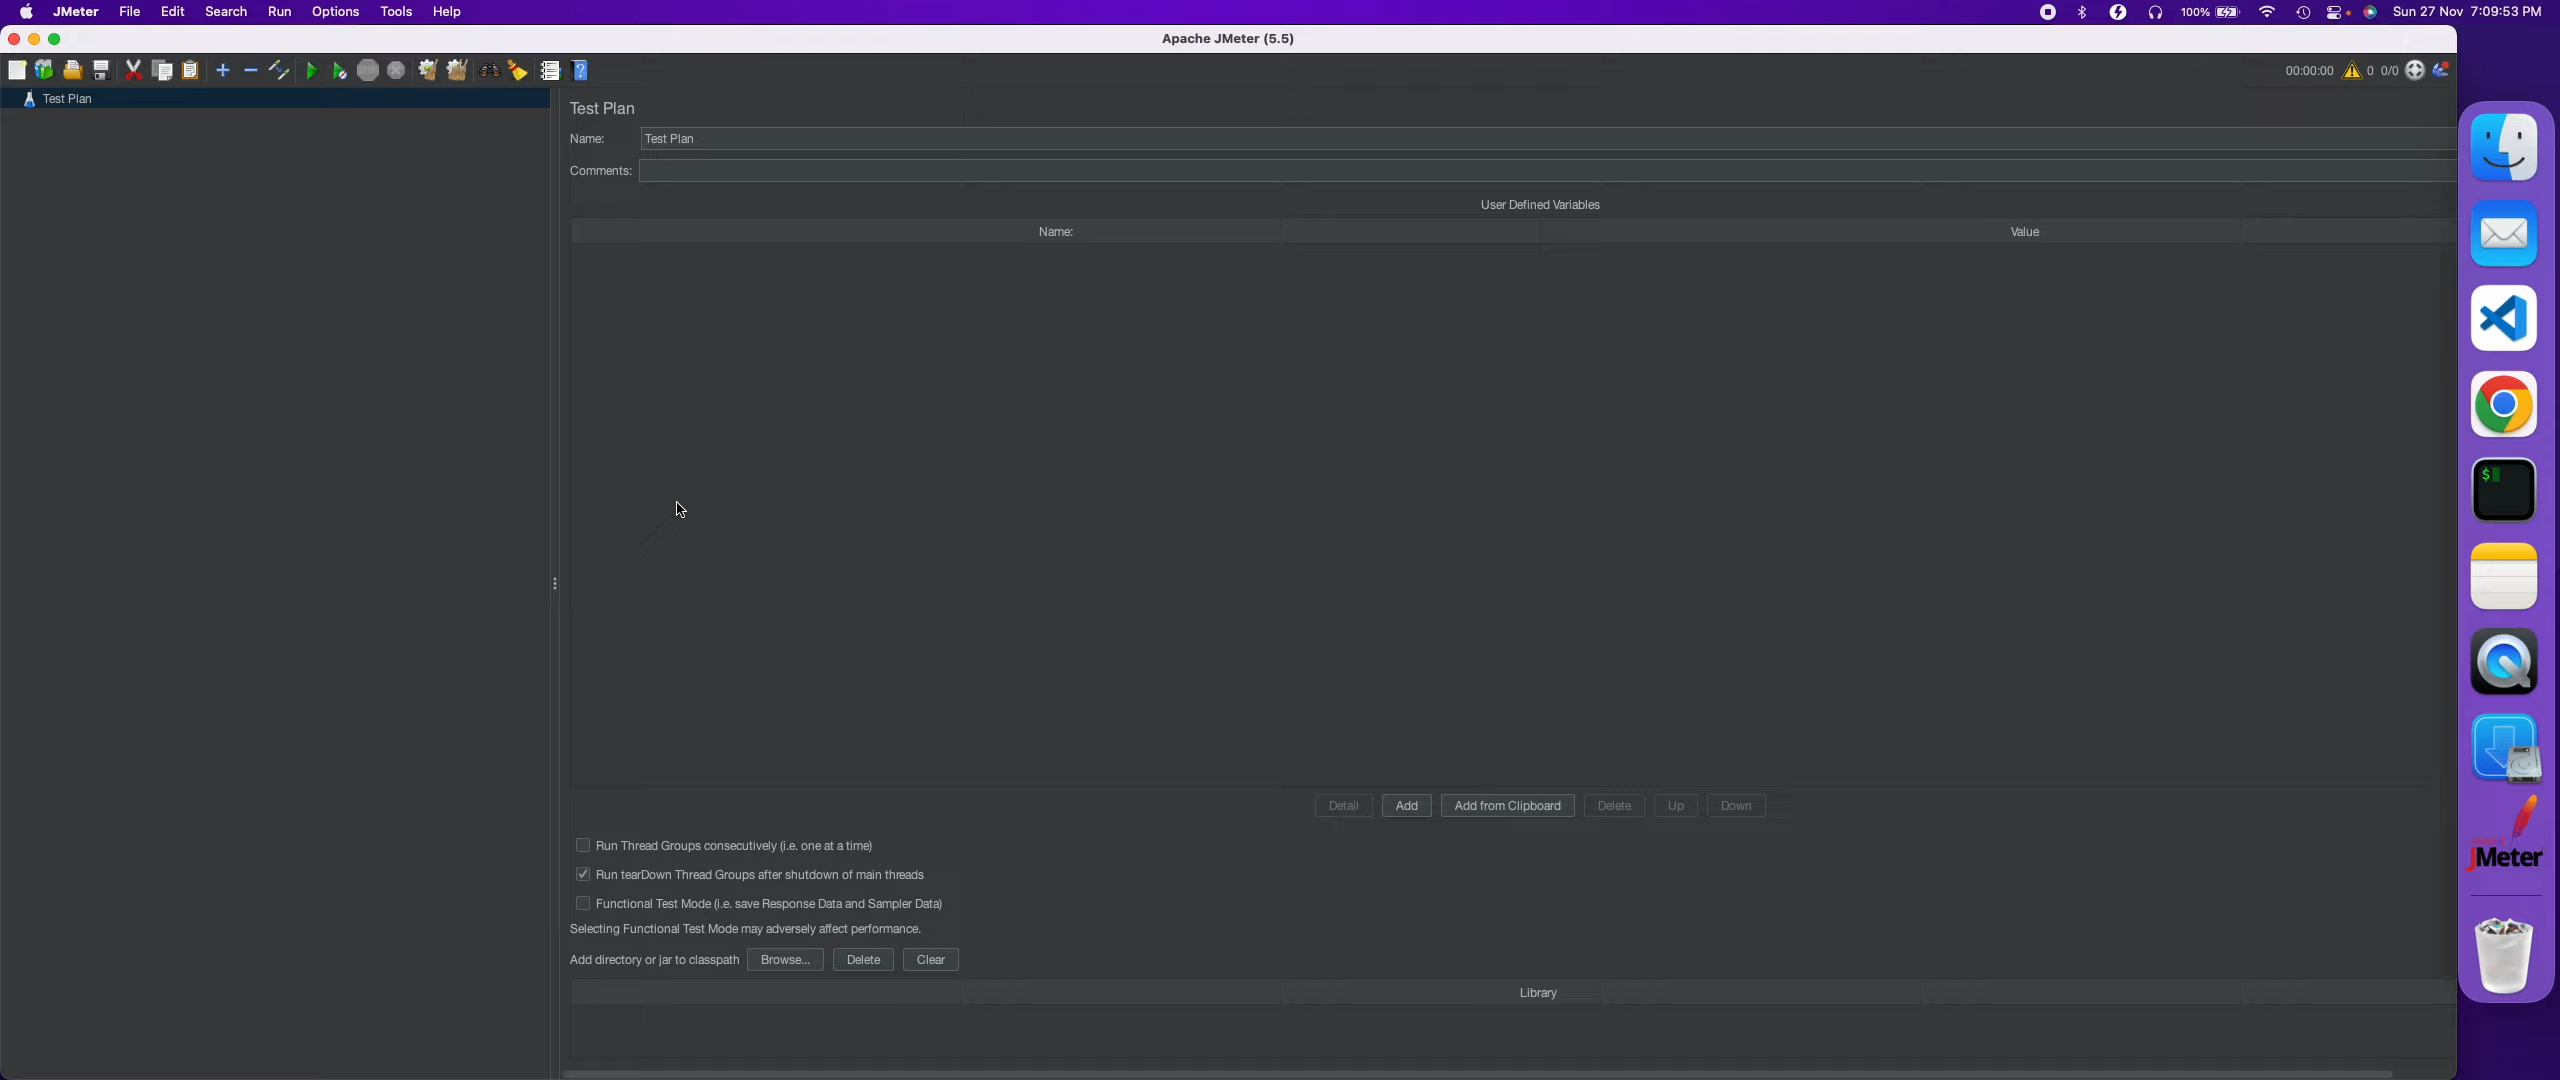 JMeter File Edit Search Run Options Tools Help 100% Sun 27 Nov 7:09:53 PM
Apache JMeter (5.5)
00:00:00 0 0/0
Test Plan
Test Plan
Name: Test Plan
Comments:
User Defined Variables
Name: Value
$
Detail Add Add from Clipboard Delete Up Down
Run Thread Groups consecutively (i.e. one at a time)
JMeter
Run tearDown Thread Groups after shutdown of main threads
Functional Test Mode (i.e. save Response Data and Sampler Data)
Selecting Functional Test Mode may adversely affect performance.
Add directory or jar to classpath Browse... Delete Clear
Library